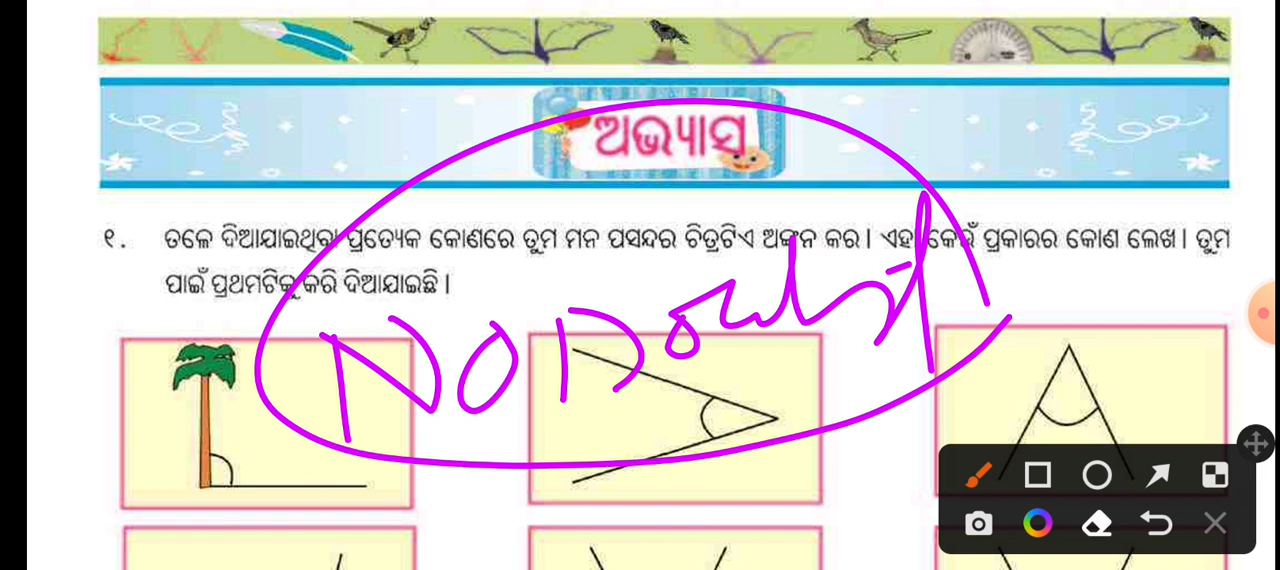 ଅଭ୍ୟାସ
୧. ତଳେ ଦିଆଯାଇଥିବା ପ୍ରତ୍ୟେକ କୋଣରେ ତୁମ ମନ ପସନ୍ଦର ଚିତ୍ରଟିଏ ଅଙ୍କନ କର। ଏହା କେଉଁ ପ୍ରକାରର କୋଣ ଲେଖ। ତୁମ
ପାଇଁ ପ୍ରଥମଟିକୁ କରି ଦିଆଯାଇଛି।
NO Doubt